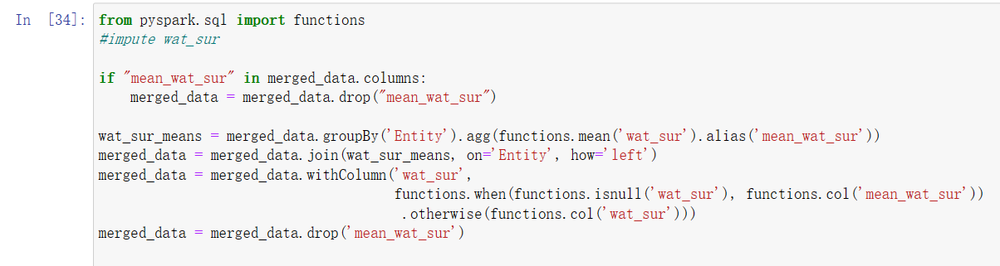 In [34]: from pyspark.sql import functions
#impute wat_sur
if "mean_wat_sur" in merged_data.columns:
merged_data = merged_data.drop("mean_wat_sur")
wat_sur_means = merged_data.groupBy('Entity').agg(functions.mean('wat_sur').alias('mean_wat_sur'))
merged_data = merged_data.join(wat_sur_means, on='Entity', how='left')
merged_data = merged_data.withColumn('wat_sur',
functions.when(functions.isnull('wat_sur'), functions.col('mean_wat_sur'))
.otherwise(functions.col('wat_sur')))
merged_data = merged_data.drop('mean_wat_sur')